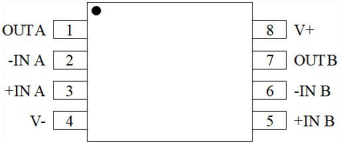 OUT A 1 8 V+
-IN A 2 7 OUT B
+IN A 3 6 -IN B
V- 4 5 +IN B